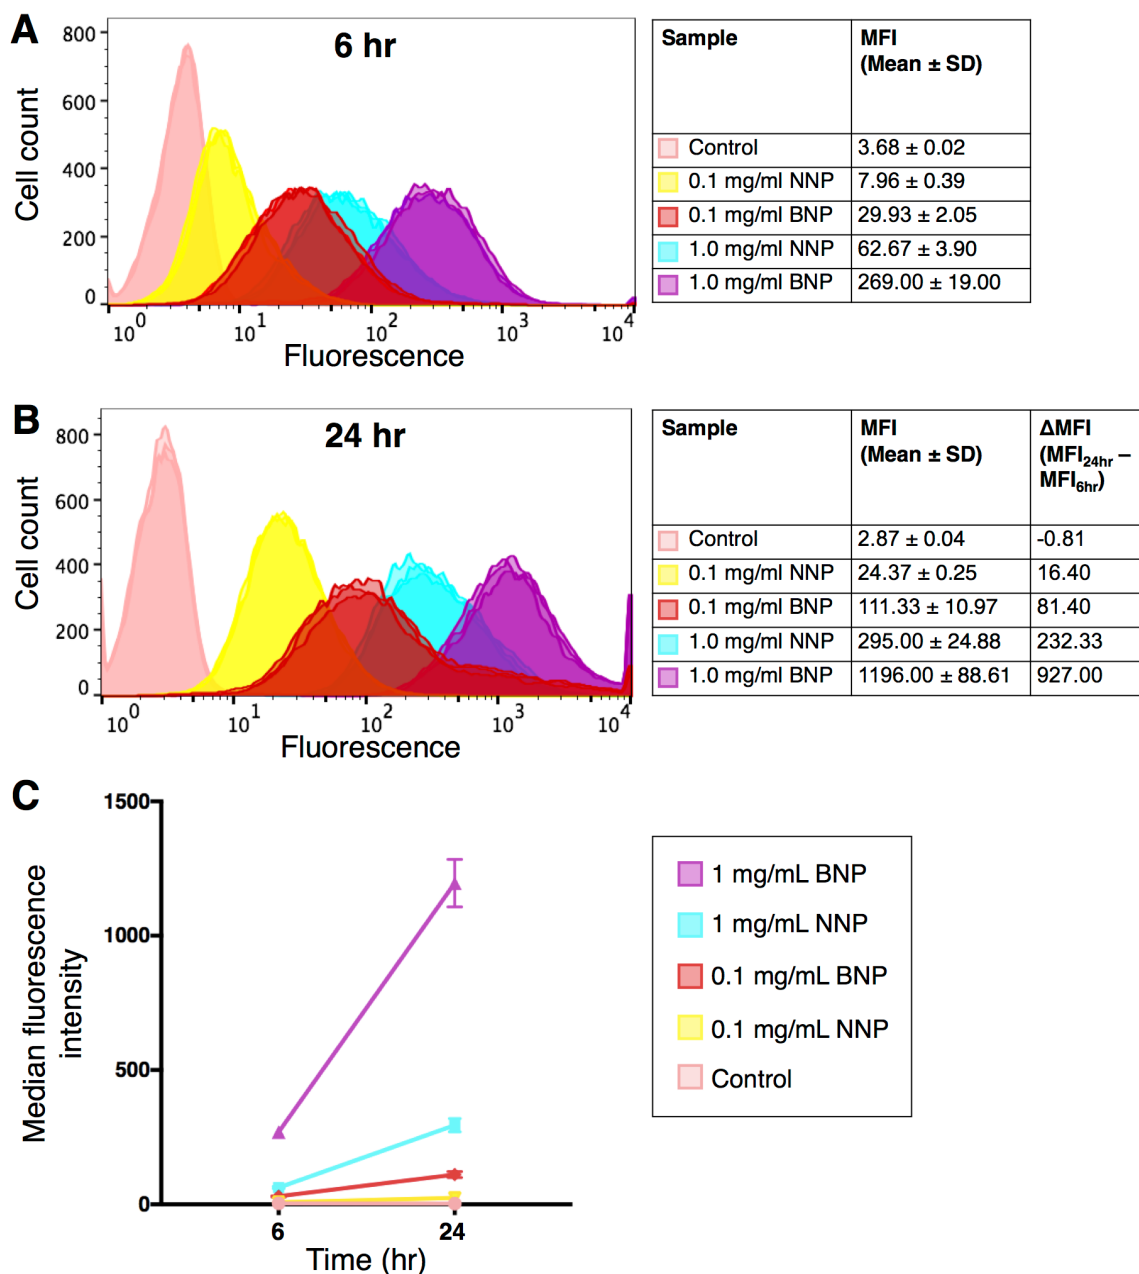 A
6 hr
Cell count
800
600
400
200
0
10^0 10^1 10^2 10^3 10^4
Fluorescence
Sample MFI (Mean ± SD)
Control 3.68 ± 0.02
0.1 mg/ml NNP 7.96 ± 0.39
0.1 mg/ml BNP 29.93 ± 2.05
1.0 mg/ml NNP 62.67 ± 3.90
1.0 mg/ml BNP 269.00 ± 19.00
B
24 hr
Cell count
800
600
400
200
0
10^0 10^1 10^2 10^3 10^4
Fluorescence
Sample MFI (Mean ± SD) ΔMFI (MFI24hr – MFI6hr)
Control 2.87 ± 0.04 -0.81
0.1 mg/ml NNP 24.37 ± 0.25 16.40
0.1 mg/ml BNP 111.33 ± 10.97 81.40
1.0 mg/ml NNP 295.00 ± 24.88 232.33
1.0 mg/ml BNP 1196.00 ± 88.61 927.00
C
Median fluorescence
intensity
1500
1000
500
0
6 24
Time (hr)
1 mg/mL BNP
1 mg/mL NNP
0.1 mg/mL BNP
0.1 mg/mL NNP
Control